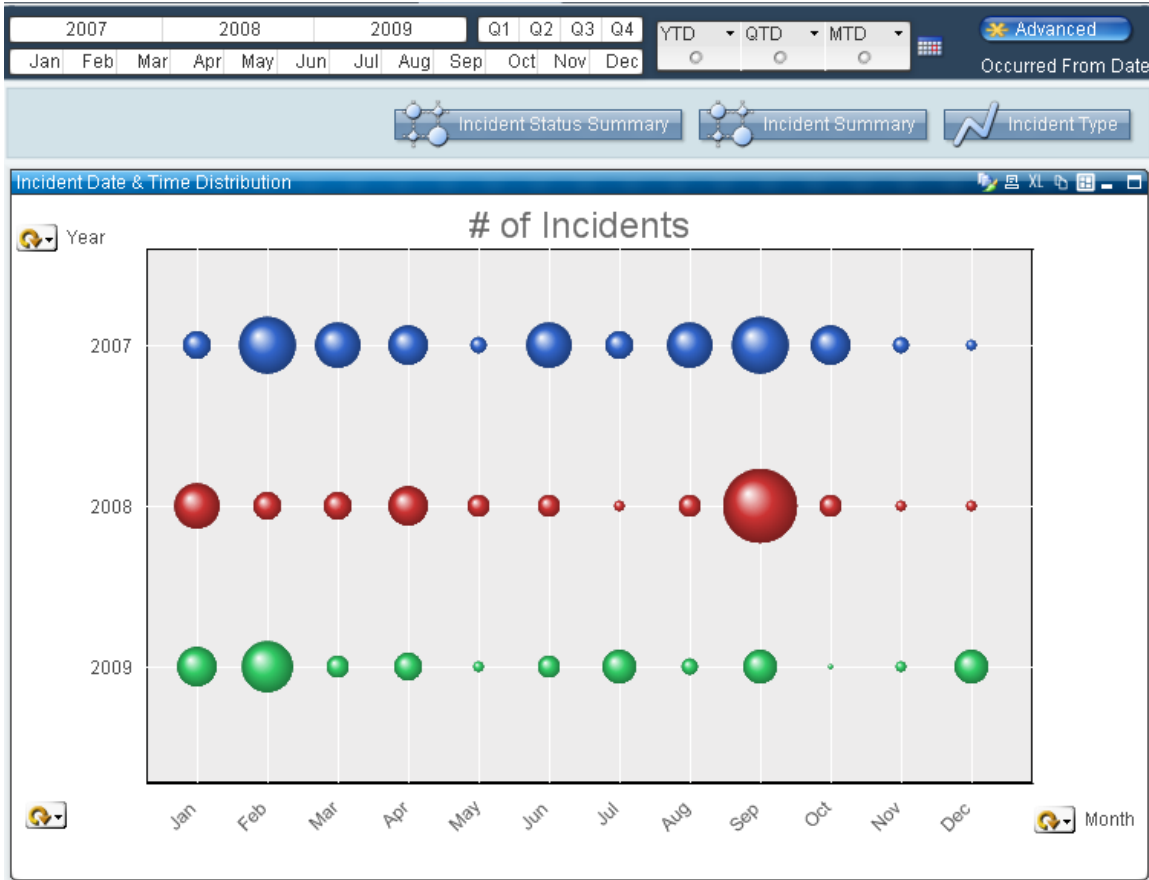 2007 2008 2009 Q1 Q2 Q3 Q4 YTD QTD MTD Advanced
Jan Feb Mar Apr May Jun Jul Aug Sep Oct Nov Dec Occurred From Date
Incident Status Summary Incident Summary Incident Type
Incident Date & Time Distribution XL
# of Incidents
Year
2007
2008
2009
Jan Feb Mar Apr May Jun Jul Aug Sep Oct Nov Dec
Month